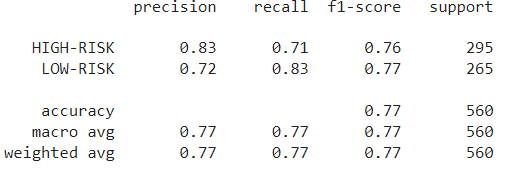 precision recall f1-score support
HIGH-RISK 0.83 0.71 0.76 295
LOW-RISK 0.72 0.83 0.77 265
accuracy 0.77 560
macro avg 0.77 0.77 0.77 560
weighted avg 0.77 0.77 0.77 560